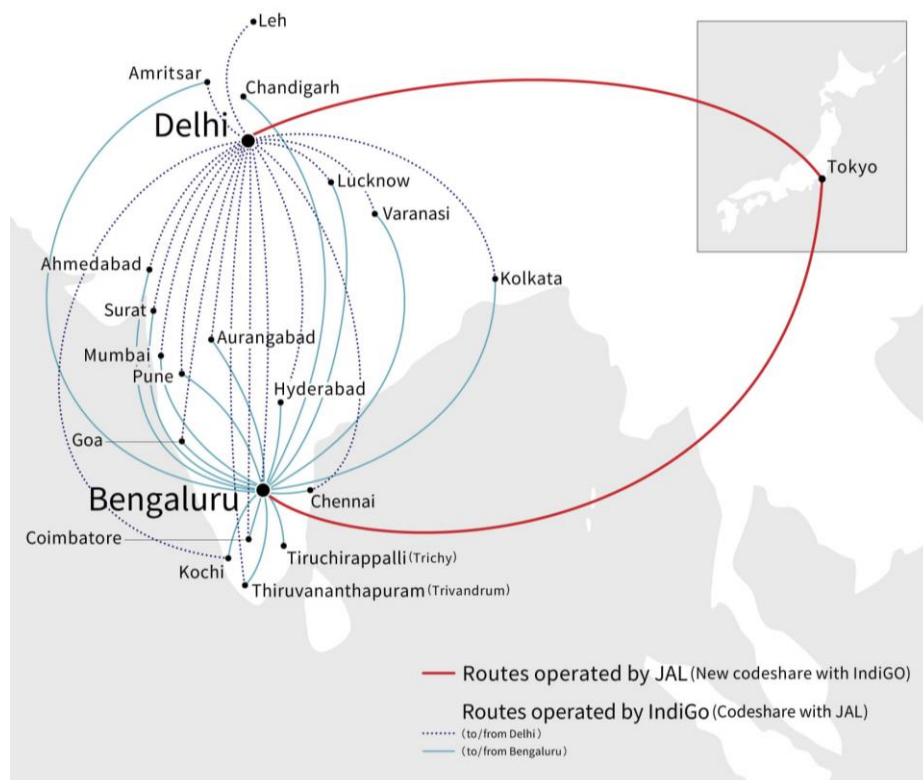 Leh
Amritsar
Chandigarh
Delhi
Tokyo
Lucknow
Varanasi
Ahmedabad
Kolkata
Surat
Aurangabad
Mumbai
Pune
Hyderabad
Goa
Bengaluru
Chennai
Coimbatore
Tiruchirappalli (Trichy)
Kochi
Thiruvananthapuram (Trivandrum)
Routes operated by JAL (New codeshare with IndiGO)
Routes operated by IndiGo (Codeshare with JAL)
(to/from Delhi)
(to/from Bengaluru)